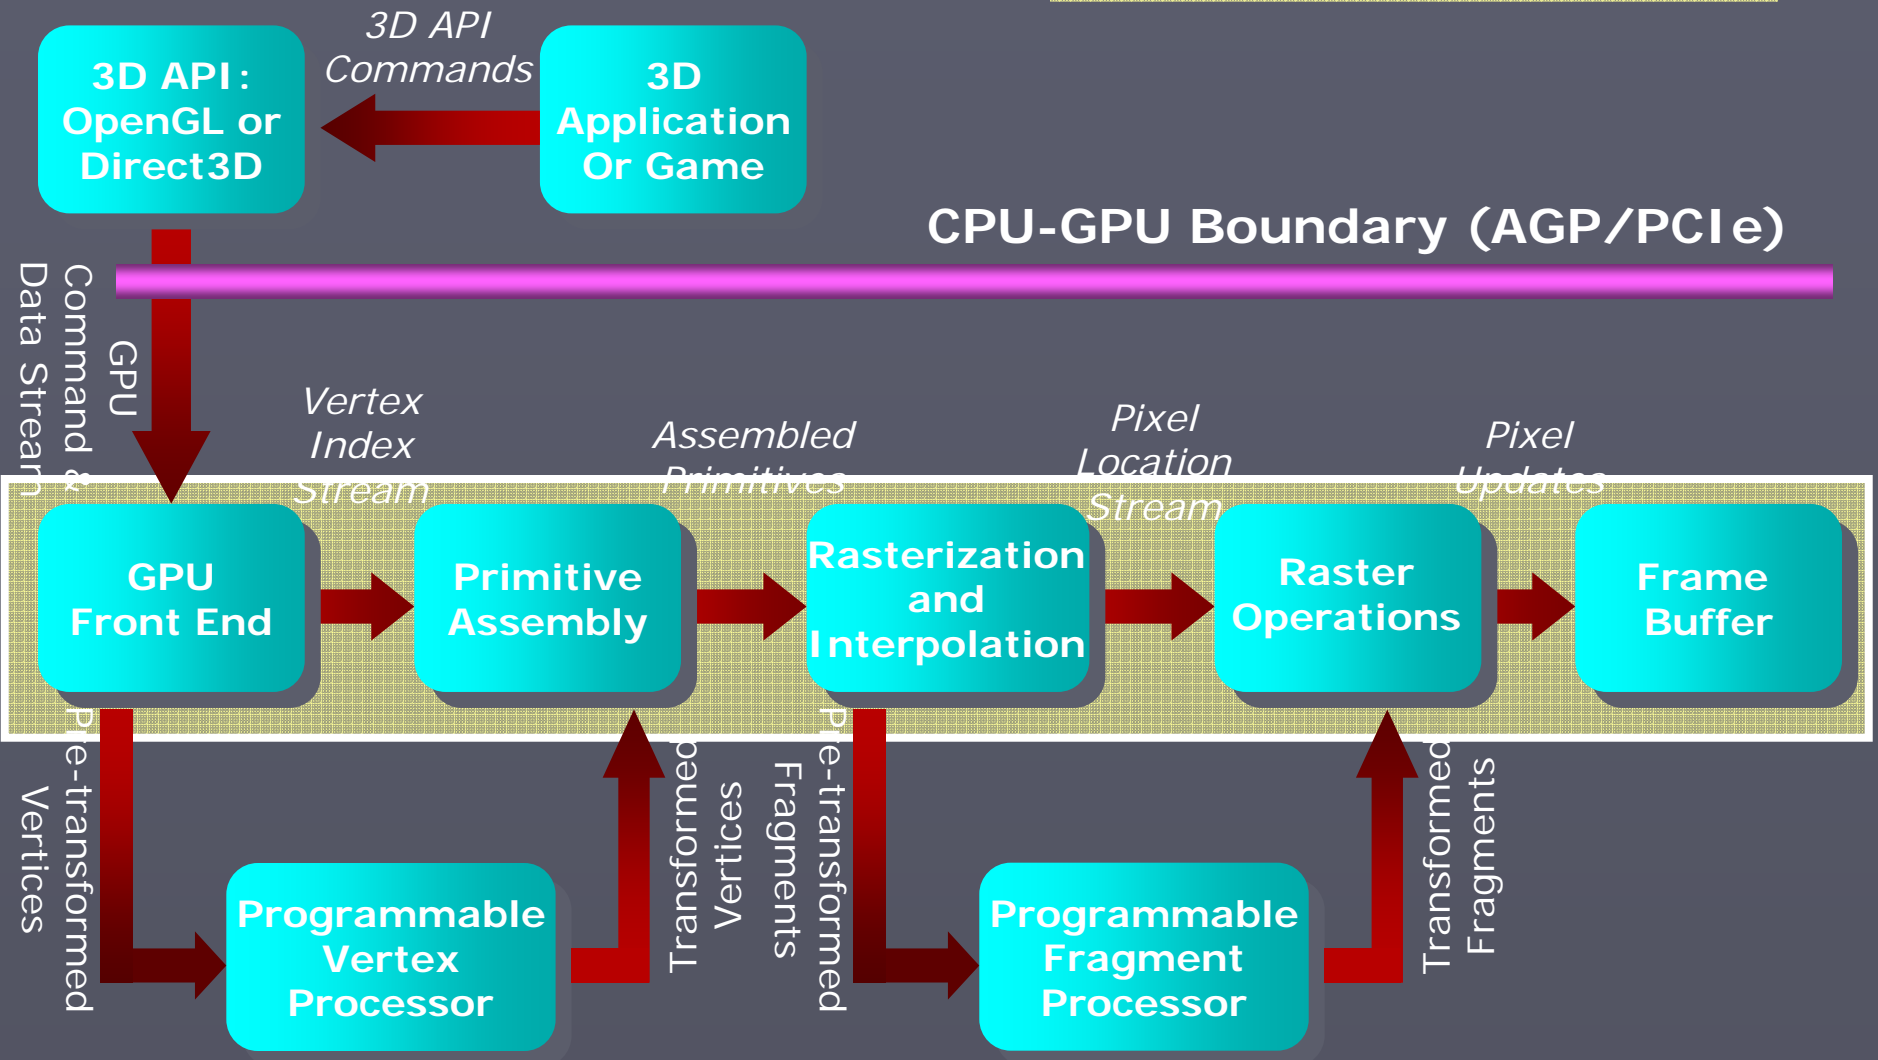 3D API:
OpenGL or
Direct3D
3D API
Commands
3D
Application
Or Game
CPU-GPU Boundary (AGP/PCIe)
GPU
Command &
Data Stream
Vertex
Index
Stream
Assembled
Primitives
Pixel
Location
Stream
Pixel
Updates
GPU
Front End
Primitive
Assembly
Rasterization
and
Interpolation
Raster
Operations
Frame
Buffer
Pre-transformed
Vertices
Transformed
Vertices
Pre-transformed
Fragments
Transformed
Fragments
Programmable
Vertex
Processor
Programmable
Fragment
Processor